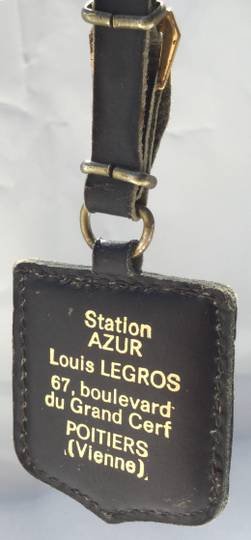 Station
AZUR
Louis LEGROS
67, boulevard
du Grand Cerf
POITIERS
(Vienne)